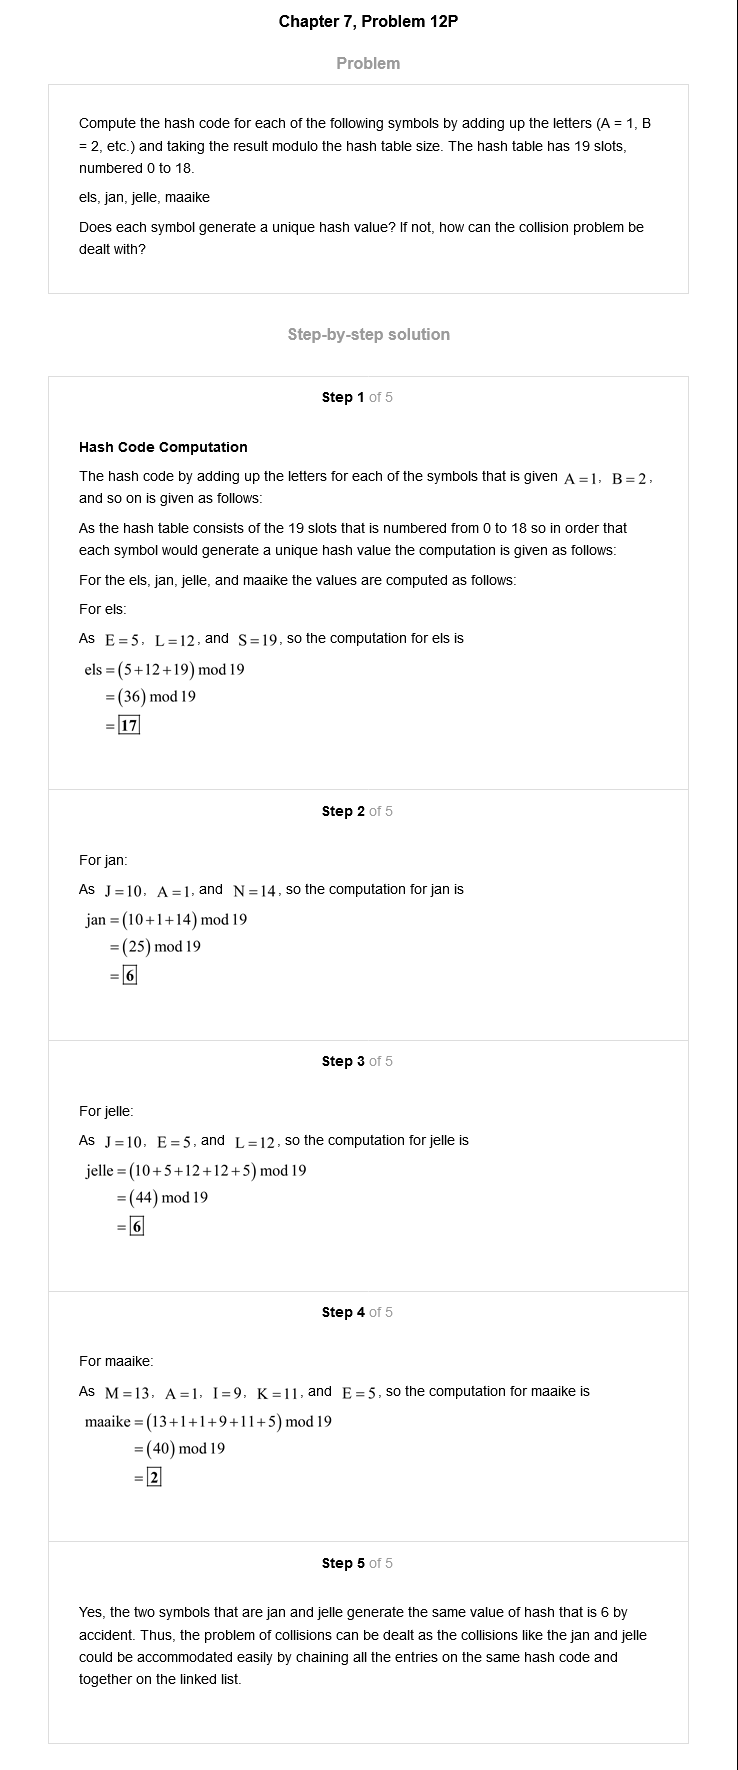 Chapter 7, Problem 12P
Problem
Compute the hash code for each of the following symbols by adding up the letters (A = 1, B
= 2, etc.) and taking the result modulo the hash table size. The hash table has 19 slots,
numbered 0 to 18.
els, jan, jelle, maaike
Does each symbol generate a unique hash value? If not, how can the collision problem be
dealt with?
Step-by-step solution
Step 1 of 5
Hash Code Computation
The hash code by adding up the letters for each of the symbols that is given A = 1, B = 2,
and so on is given as follows:
As the hash table consists of the 19 slots that is numbered from 0 to 18 so in order that
each symbol would generate a unique hash value the computation is given as follows:
For the els, jan, jelle, and maaike the values are computed as follows:
For els:
As E = 5, L = 12, and S = 19, so the computation for els is
els = (5+12+19) mod 19
= (36) mod 19
= 17
Step 2 of 5
For jan:
As J = 10, A = 1, and N = 14, so the computation for jan is
jan = (10+1+14) mod 19
= (25) mod 19
= 6
Step 3 of 5
For jelle:
As J = 10, E = 5, and L = 12, so the computation for jelle is
jelle = (10+5+12+12+5) mod 19
= (44) mod 19
= 6
Step 4 of 5
For maaike:
As M = 13, A = 1, I = 9, K = 11, and E = 5, so the computation for maaike is
maaike = (13+1+1+9+11+5) mod 19
= (40) mod 19
= 2
Step 5 of 5
Yes, the two symbols that are jan and jelle generate the same value of hash that is 6 by
accident. Thus, the problem of collisions can be dealt as the collisions like the jan and jelle
could be accommodated easily by chaining all the entries on the same hash code and
together on the linked list.